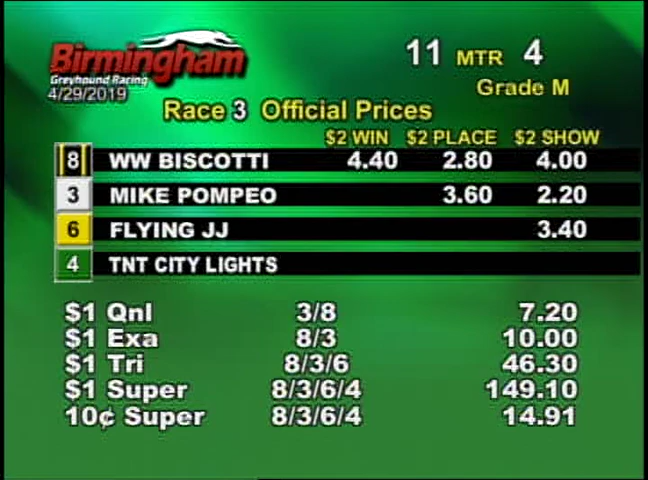 Birmingham
Greyhound Racing
4/29/2019
11 MTR 4
Grade M
Race 3 Official Prices
$2 WIN $2 PLACE $2 SHOW
8 WW BISCOTTI 4.40 2.80 4.00
3 MIKE POMPEO 3.60 2.20
6 FLYING JJ 3.40
4 TNT CITY LIGHTS
$1 Qnl 3/8 7.20
$1 Exa 8/3 10.00
$1 Tri 8/3/6 46.30
$1 Super 8/3/6/4 149.10
10¢ Super 8/3/6/4 14.91